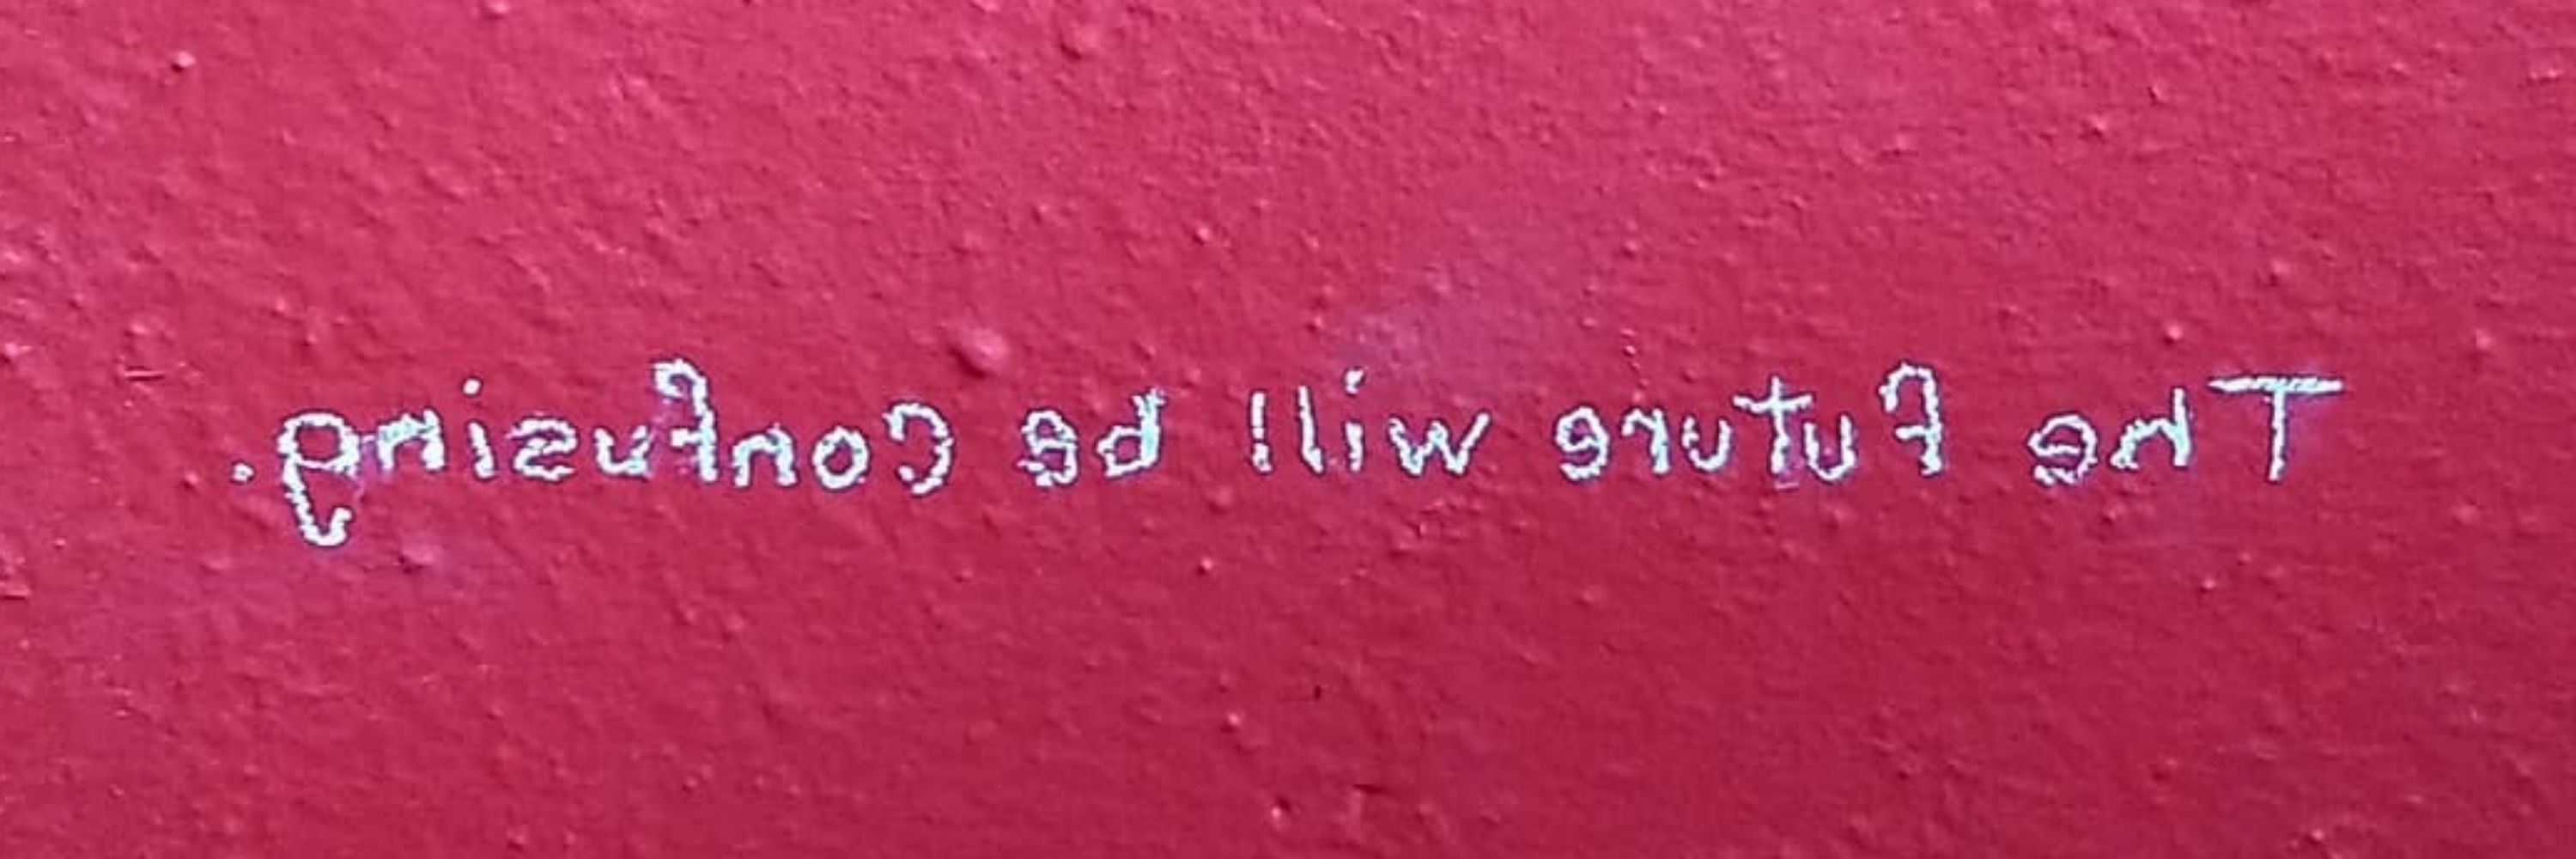 The future will be confusing.